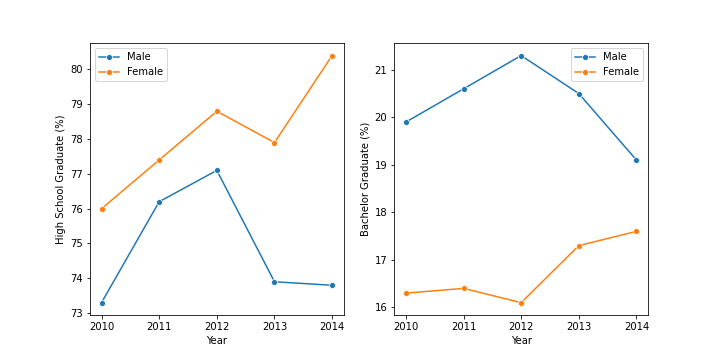 Male
Female
80
79
78
77
76
75
74
73
High School Graduate (%)
2010 2011 2012 2013 2014
Year
Male
Female
21
20
19
18
17
16
Bachelor Graduate (%)
2010 2011 2012 2013 2014
Year